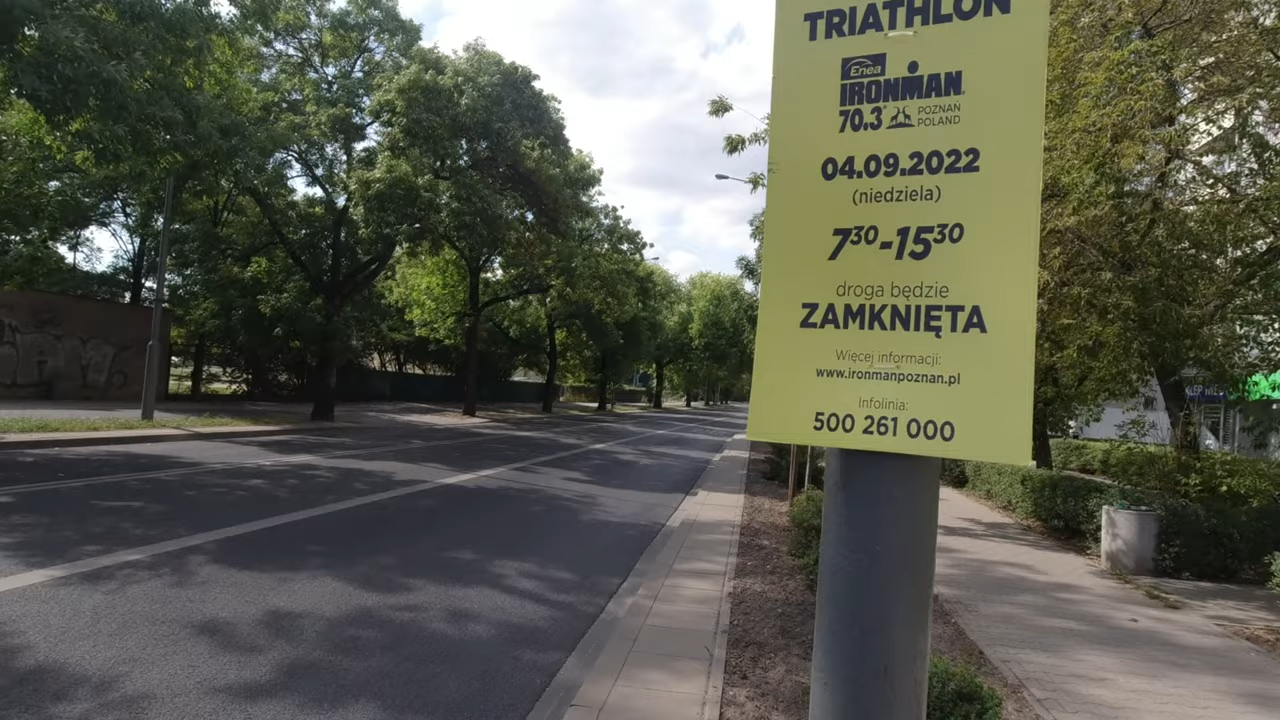 TRIATHLON
Enea
IRONMAN
70.3 POZNAŃ
POLAND
04.09.2022
(niedziela)
7³⁰-15³⁰
droga będzie
ZAMKNIĘTA
Więcej informacji:
www.ironmanpoznan.pl
Infolinia:
500 261 000